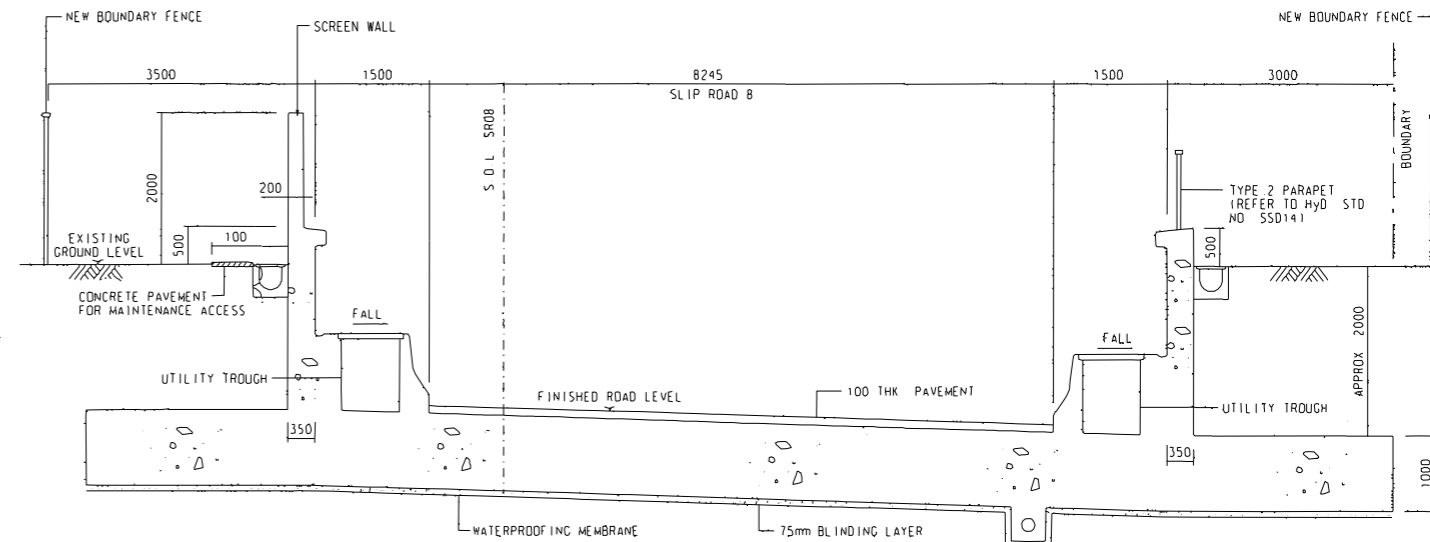 NEW BOUNDARY FENCE
SCREEN WALL
NEW BOUNDARY FENCE
3500
1500
8245
1500
3000
SLIP ROAD 8
S O L SR08
BOUNDARY
2000
200
TYPE 2 PARAPET
(REFER TO HyD STD
NO SSD14)
500
100
EXISTING
GROUND LEVEL
500
CONCRETE PAVEMENT
FOR MAINTENANCE ACCESS
FALL
FALL
APPROX 2000
UTILITY TROUGH
FINISHED ROAD LEVEL
100 THK PAVEMENT
UTILITY TROUGH
350
350
1000
WATERPROOFING MEMBRANE
75mm BLINDING LAYER